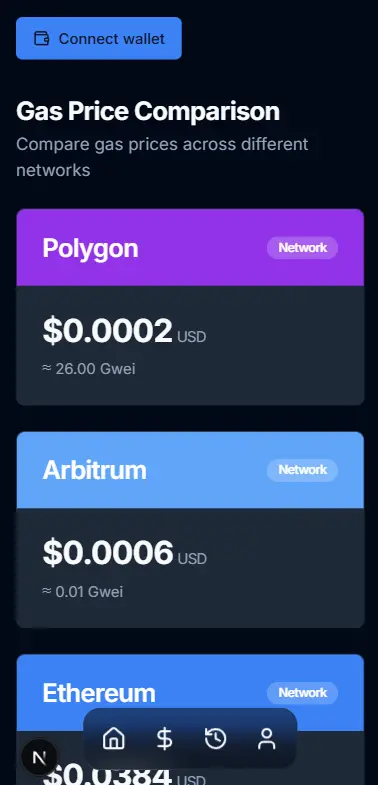 Connect wallet
Gas Price Comparison
Compare gas prices across different
networks
Polygon
Network
$0.0002 USD
≈ 26.00 Gwei
Arbitrum
Network
$0.0006 USD
≈ 0.01 Gwei
Ethereum
Network
N
$0.0384 USD